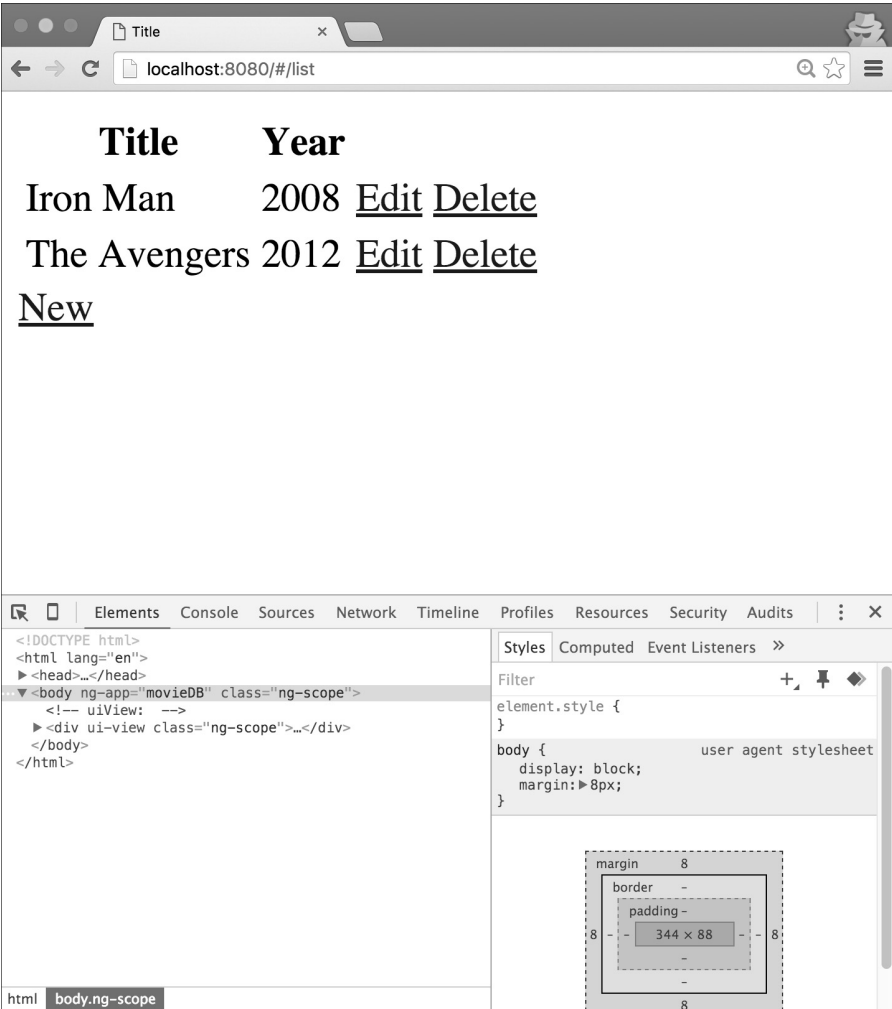 Title
localhost:8080/#/list
Title Year
Iron Man 2008 Edit Delete
The Avengers 2012 Edit Delete
New
Elements Console Sources Network Timeline Profiles Resources Security Audits
<!DOCTYPE html>
<html lang="en">
<head>…</head>
<body ng-app="movieDB" class="ng-scope">
<!-- uiView:  -->
<div ui-view class="ng-scope">…</div>
</body>
</html>
html body.ng-scope
Styles Computed Event Listeners
Filter
element.style {
}
body { user agent stylesheet
display: block;
margin: 8px;
}
margin 8
border –
padding –
8 – – 344 × 88 – – 8
–
–
8